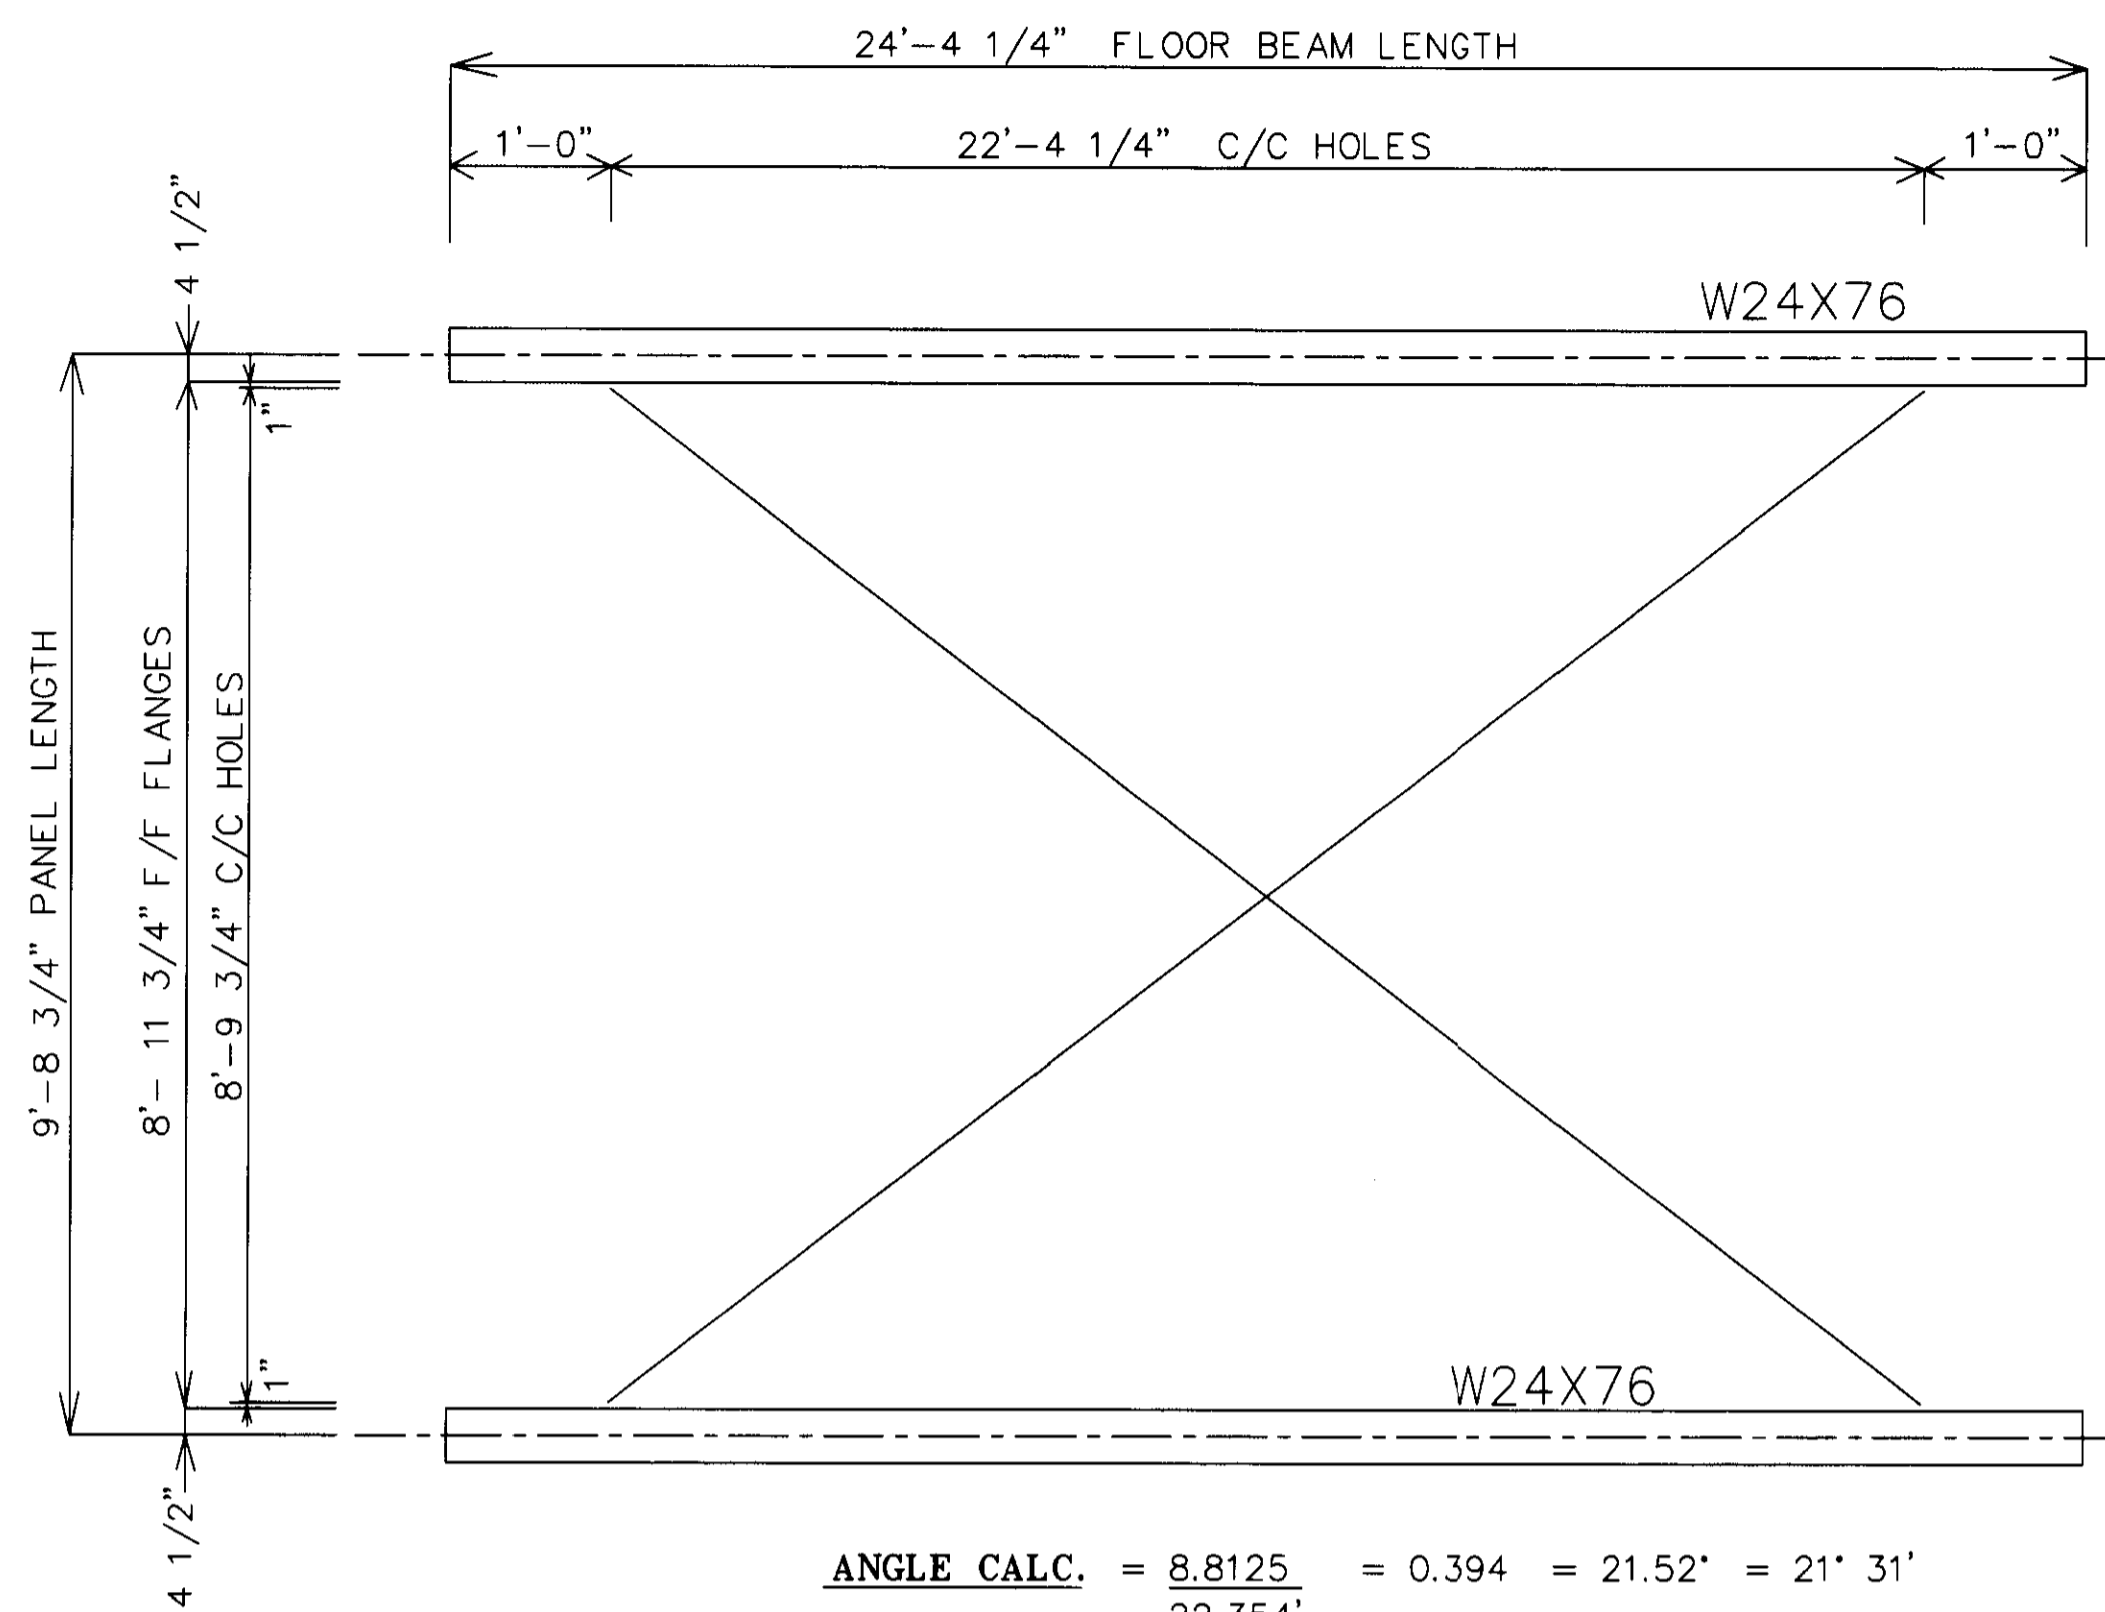 24'-4 1/4" FLOOR BEAM LENGTH
1'-0"
22'-4 1/4" C/C HOLES
1'-0"
4 1/2"
W24X76
1"
9'-8 3/4" PANEL LENGTH
8'- 11 3/4" F/F FLANGES
8'-9 3/4" C/C HOLES
1"
W24X76
4 1/2"
ANGLE CALC. = 8.8125 = 0.394 = 21.52° = 21° 31'
22.354'